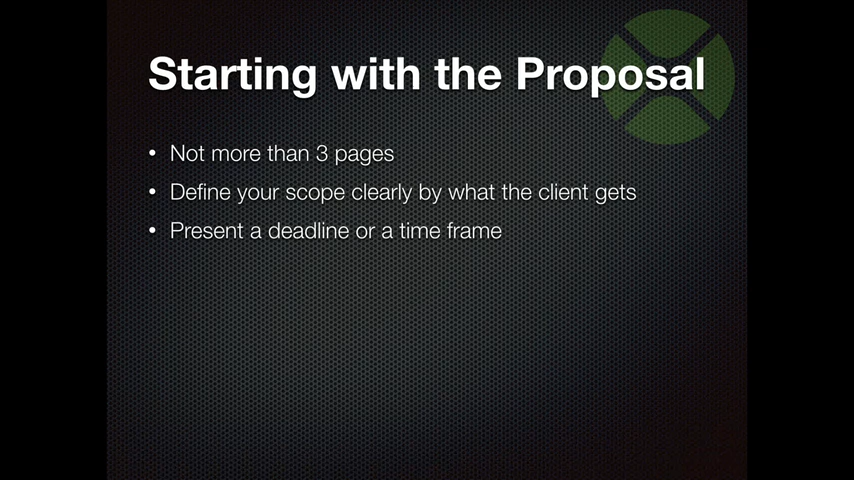 Starting with the Proposal
• Not more than 3 pages
• Define your scope clearly by what the client gets
• Present a deadline or a time frame